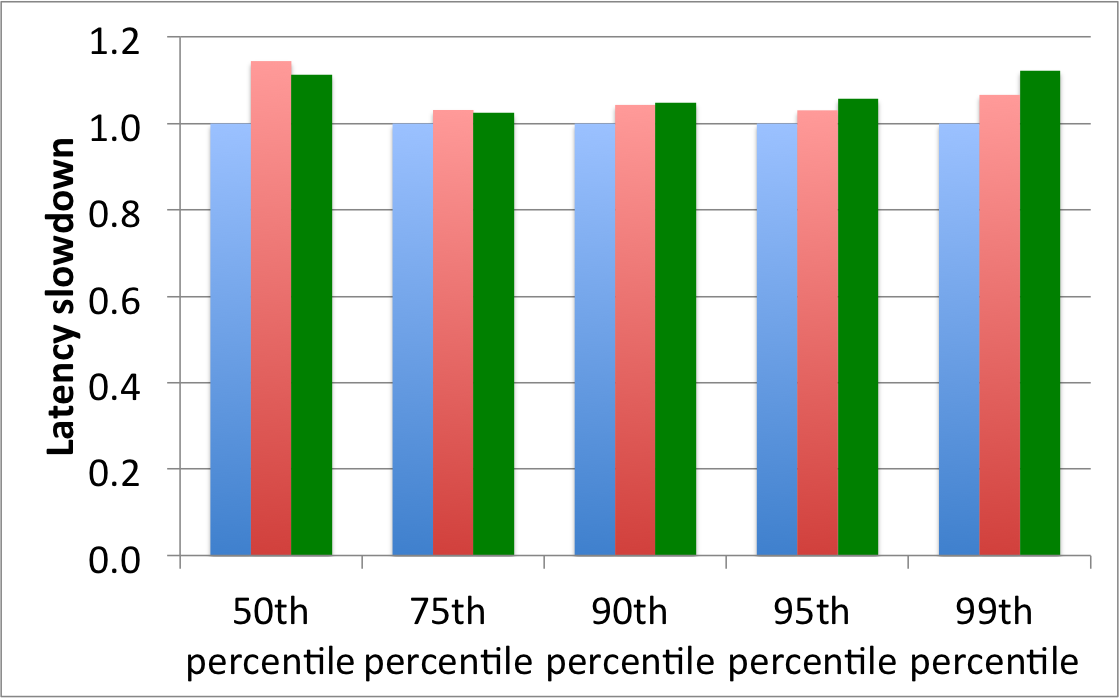 Latency slowdown
1.2
1.0
0.8
0.6
0.4
0.2
0.0
50th percentile
75th percentile
90th percentile
95th percentile
99th percentile